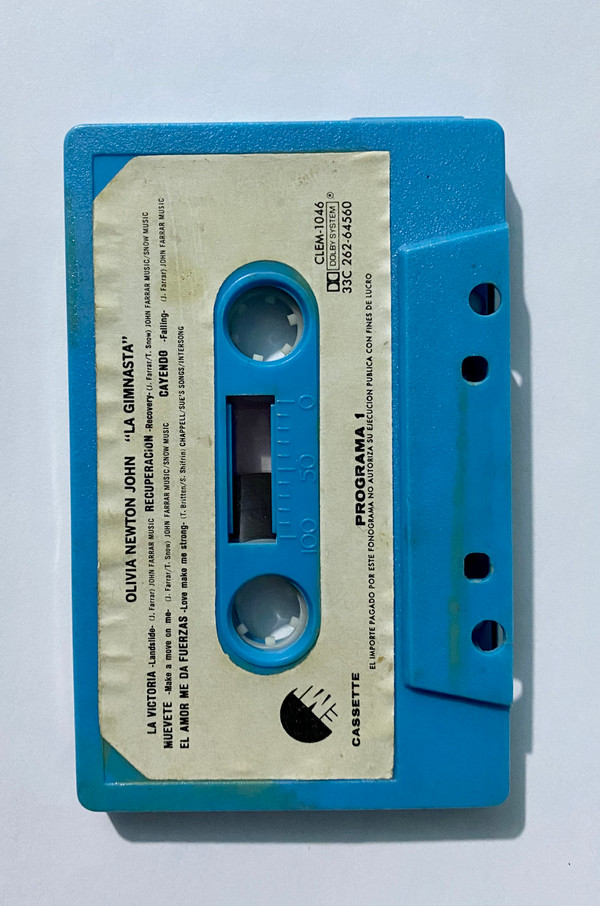 OLIVIA NEWTON JOHN "LA GIMNASTA"
LA VICTORIA -Landslide- (J. Farrar) JOHN FARRAR MUSIC RECUPERACION -Recovery- (J. Farrar/T. Snow) JOHN FARRAR MUSIC/SNOW MUSIC
MUEVETE -Make a move on me- (J. Farrar/T. Snow) JOHN FARRAR MUSIC/SNOW MUSIC CAYENDO -Falling- (J. Farrar) JOHN FARRAR MUSIC
EL AMOR ME DA FUERZAS -Love make me strong- (T. Britten/S. Shifrin) CHAPPELL/SUE'S SONGS/INTERSONG
100 50 0
EMI
CLEM-1046
DOLBY SYSTEM ®
33C 262-64560
CASSETTE PROGRAMA 1
EL IMPORTE PAGADO POR ESTE FONOGRAMA NO AUTORIZA SU EJECUCION PUBLICA CON FINES DE LUCRO